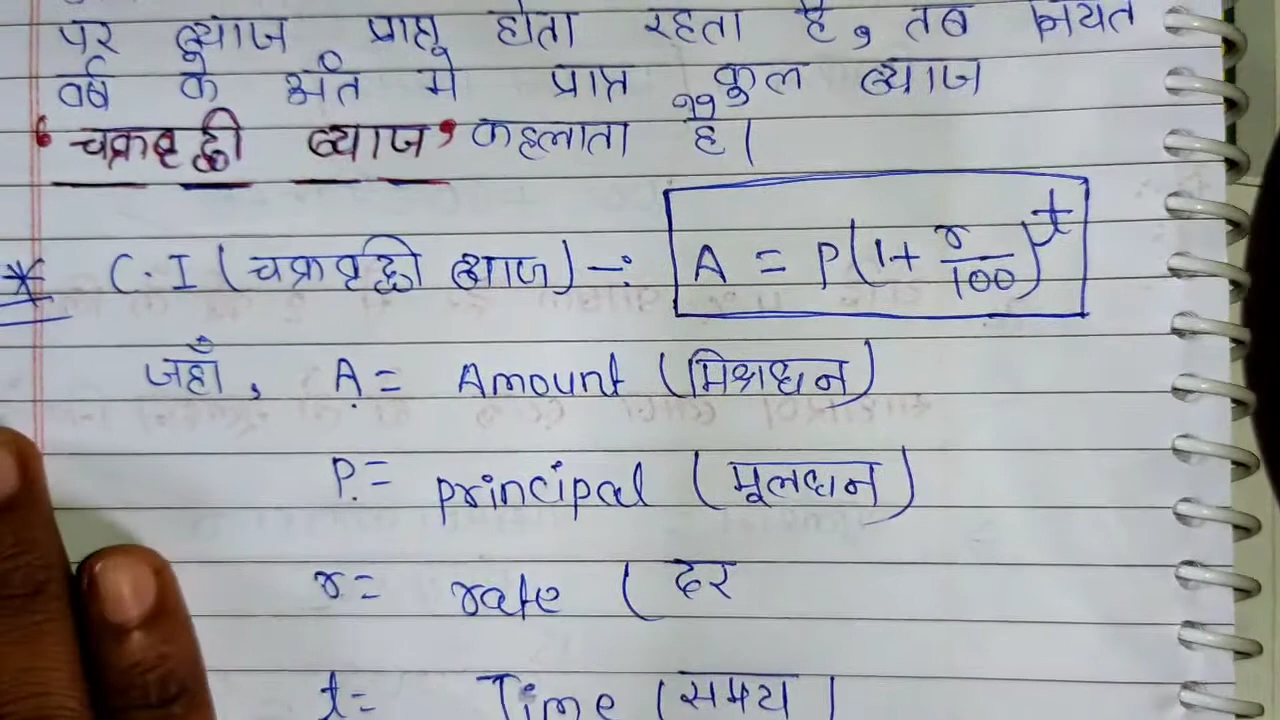 पर ब्याज प्राप्त होता रहता है, तब नियत
वर्ष के अंत में प्राप्त कुल ब्याज
'चक्रवृद्धी ब्याज' कहलाता है।
* C.I (चक्रवृद्धी ब्याज) -: A = P(1+ r/100)^t
जहाँ, A = Amount (मिश्रधन)
P = principal (मूलधन)
r = rate (दर
t = Time (समय)